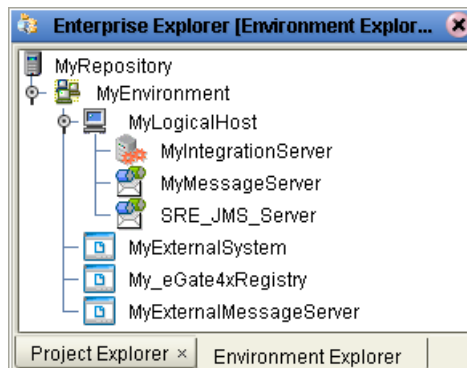 Enterprise Explorer [Environment Explor...
MyRepository
MyEnvironment
MyLogicalHost
MyIntegrationServer
MyMessageServer
SRE_JMS_Server
MyExternalSystem
My_eGate4xRegistry
MyExternalMessageServer
Project Explorer × Environment Explorer